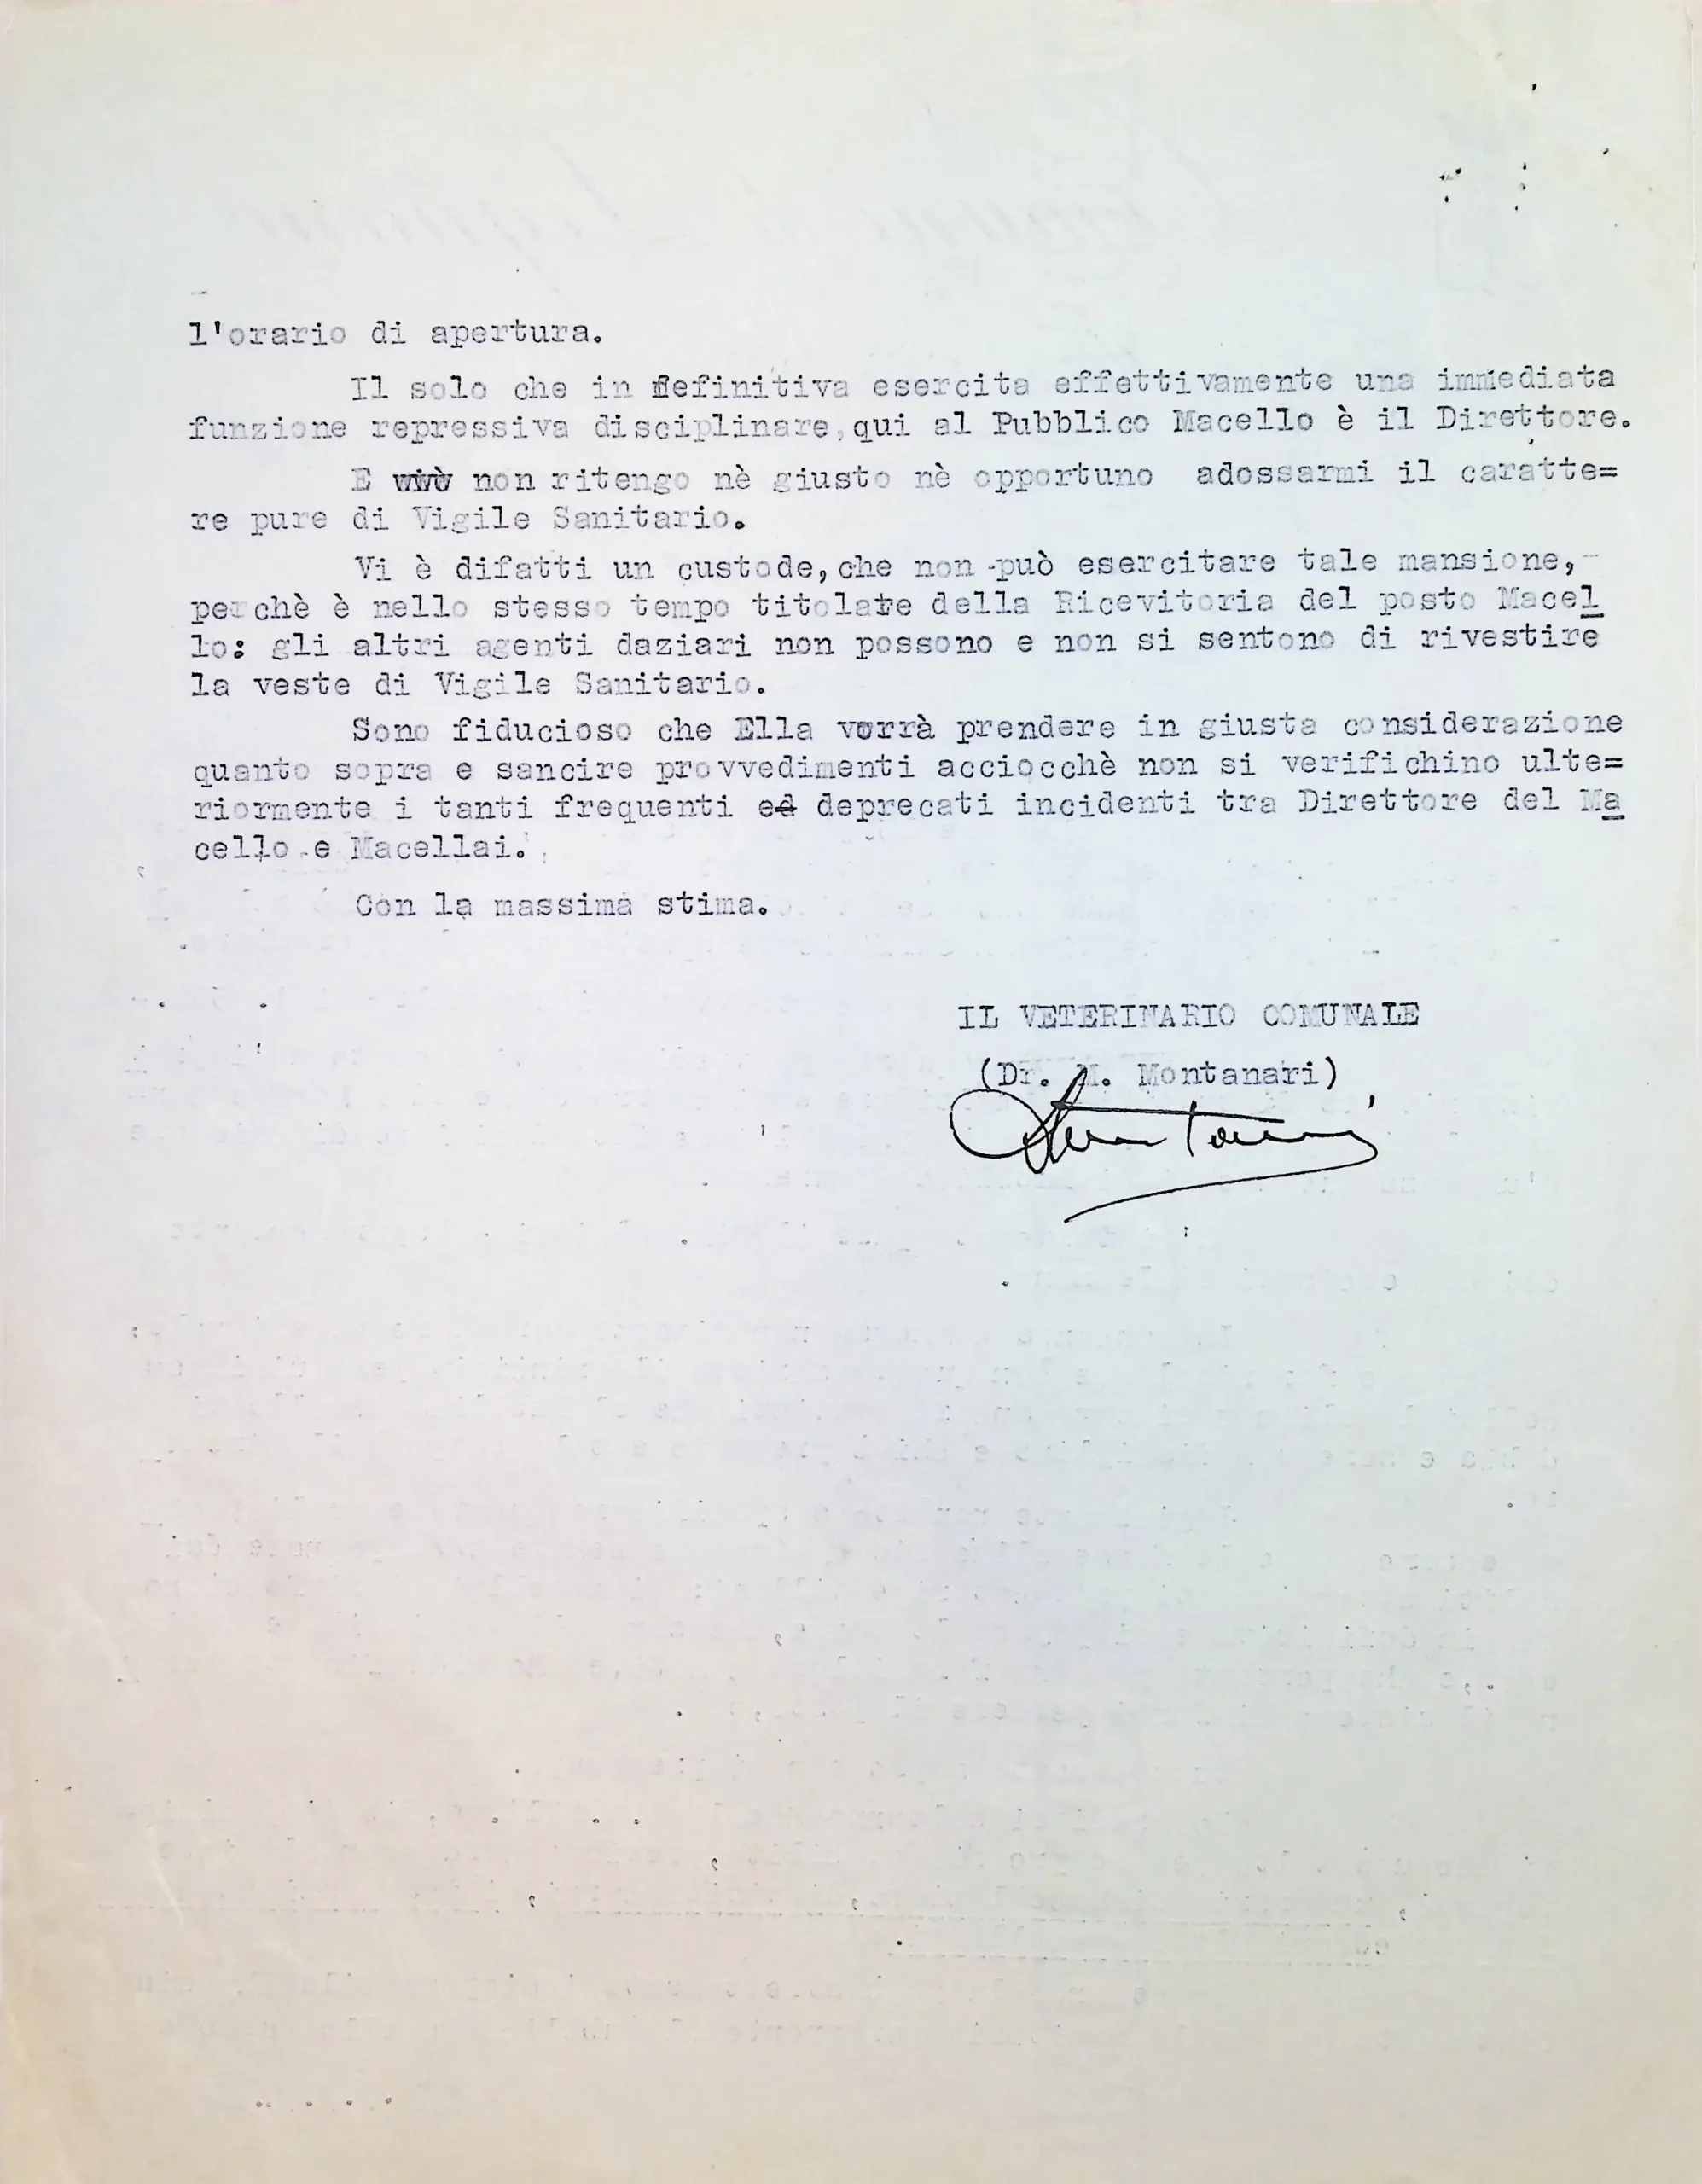 l'orario di apertura.
Il solo che in definitiva esercita effettivamente una immediata
funzione repressiva disciplinare,qui al Pubblico Macello è il Direttore.
E non ritengo nè giusto nè opportuno adossarmi il caratte=
re pure di Vigile Sanitario.
Vi è difatti un custode,che non può esercitare tale mansione,
perchè è nello stesso tempo titolare della Ricevitoria del posto Macel
lo: gli altri agenti daziari non possono e non si sentono di rivestire
la veste di Vigile Sanitario.
Sono fiducioso che Ella vorrà prendere in giusta considerazione
quanto sopra e sancire provvedimenti acciocchè non si verifichino ulte=
riormente i tanti frequenti e deprecati incidenti tra Direttore del Ma
cello e Macellai.
Con la massima stima.
IL VETERINARIO COMUNALE
(Dr. M. Montanari)
Montanari